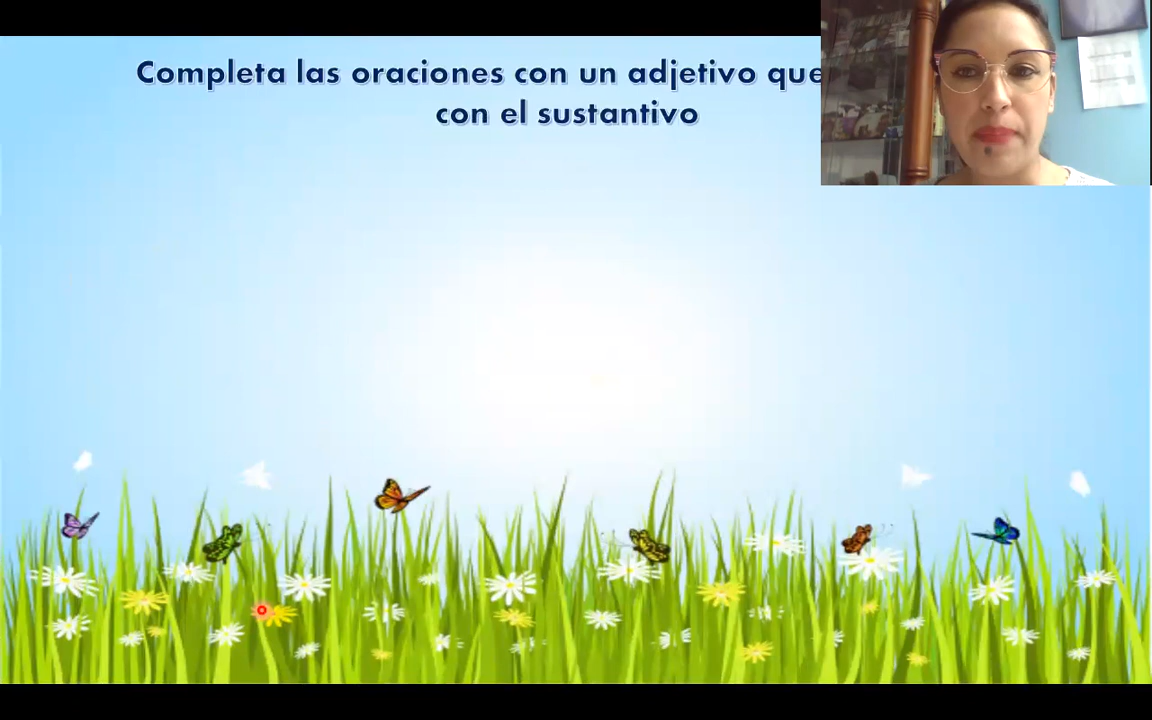 Completa las oraciones con un adjetivo que
con el sustantivo